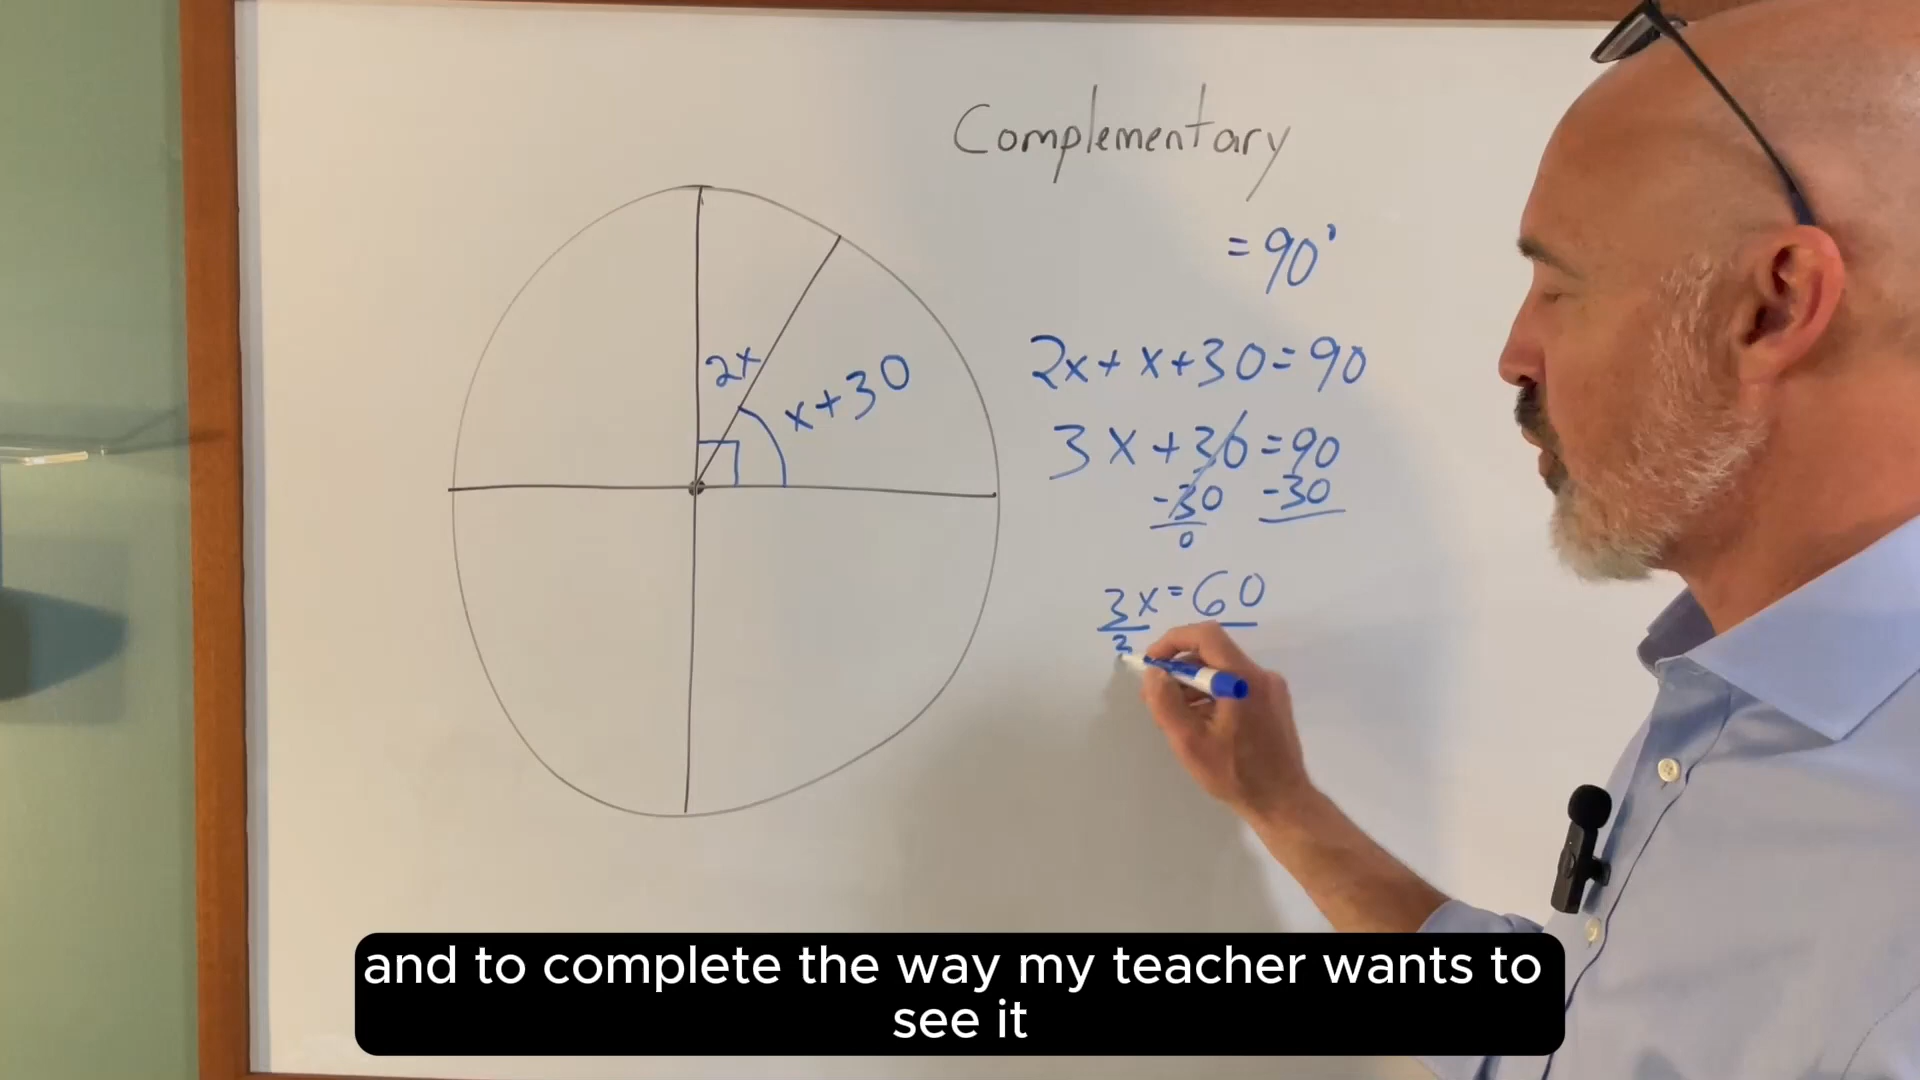 Complementary
= 90°
2x
x+30
2x + x+30 = 90
3x + 30 = 90
-30 -30
0
3x = 60
3
and to complete the way my teacher wants to
see it